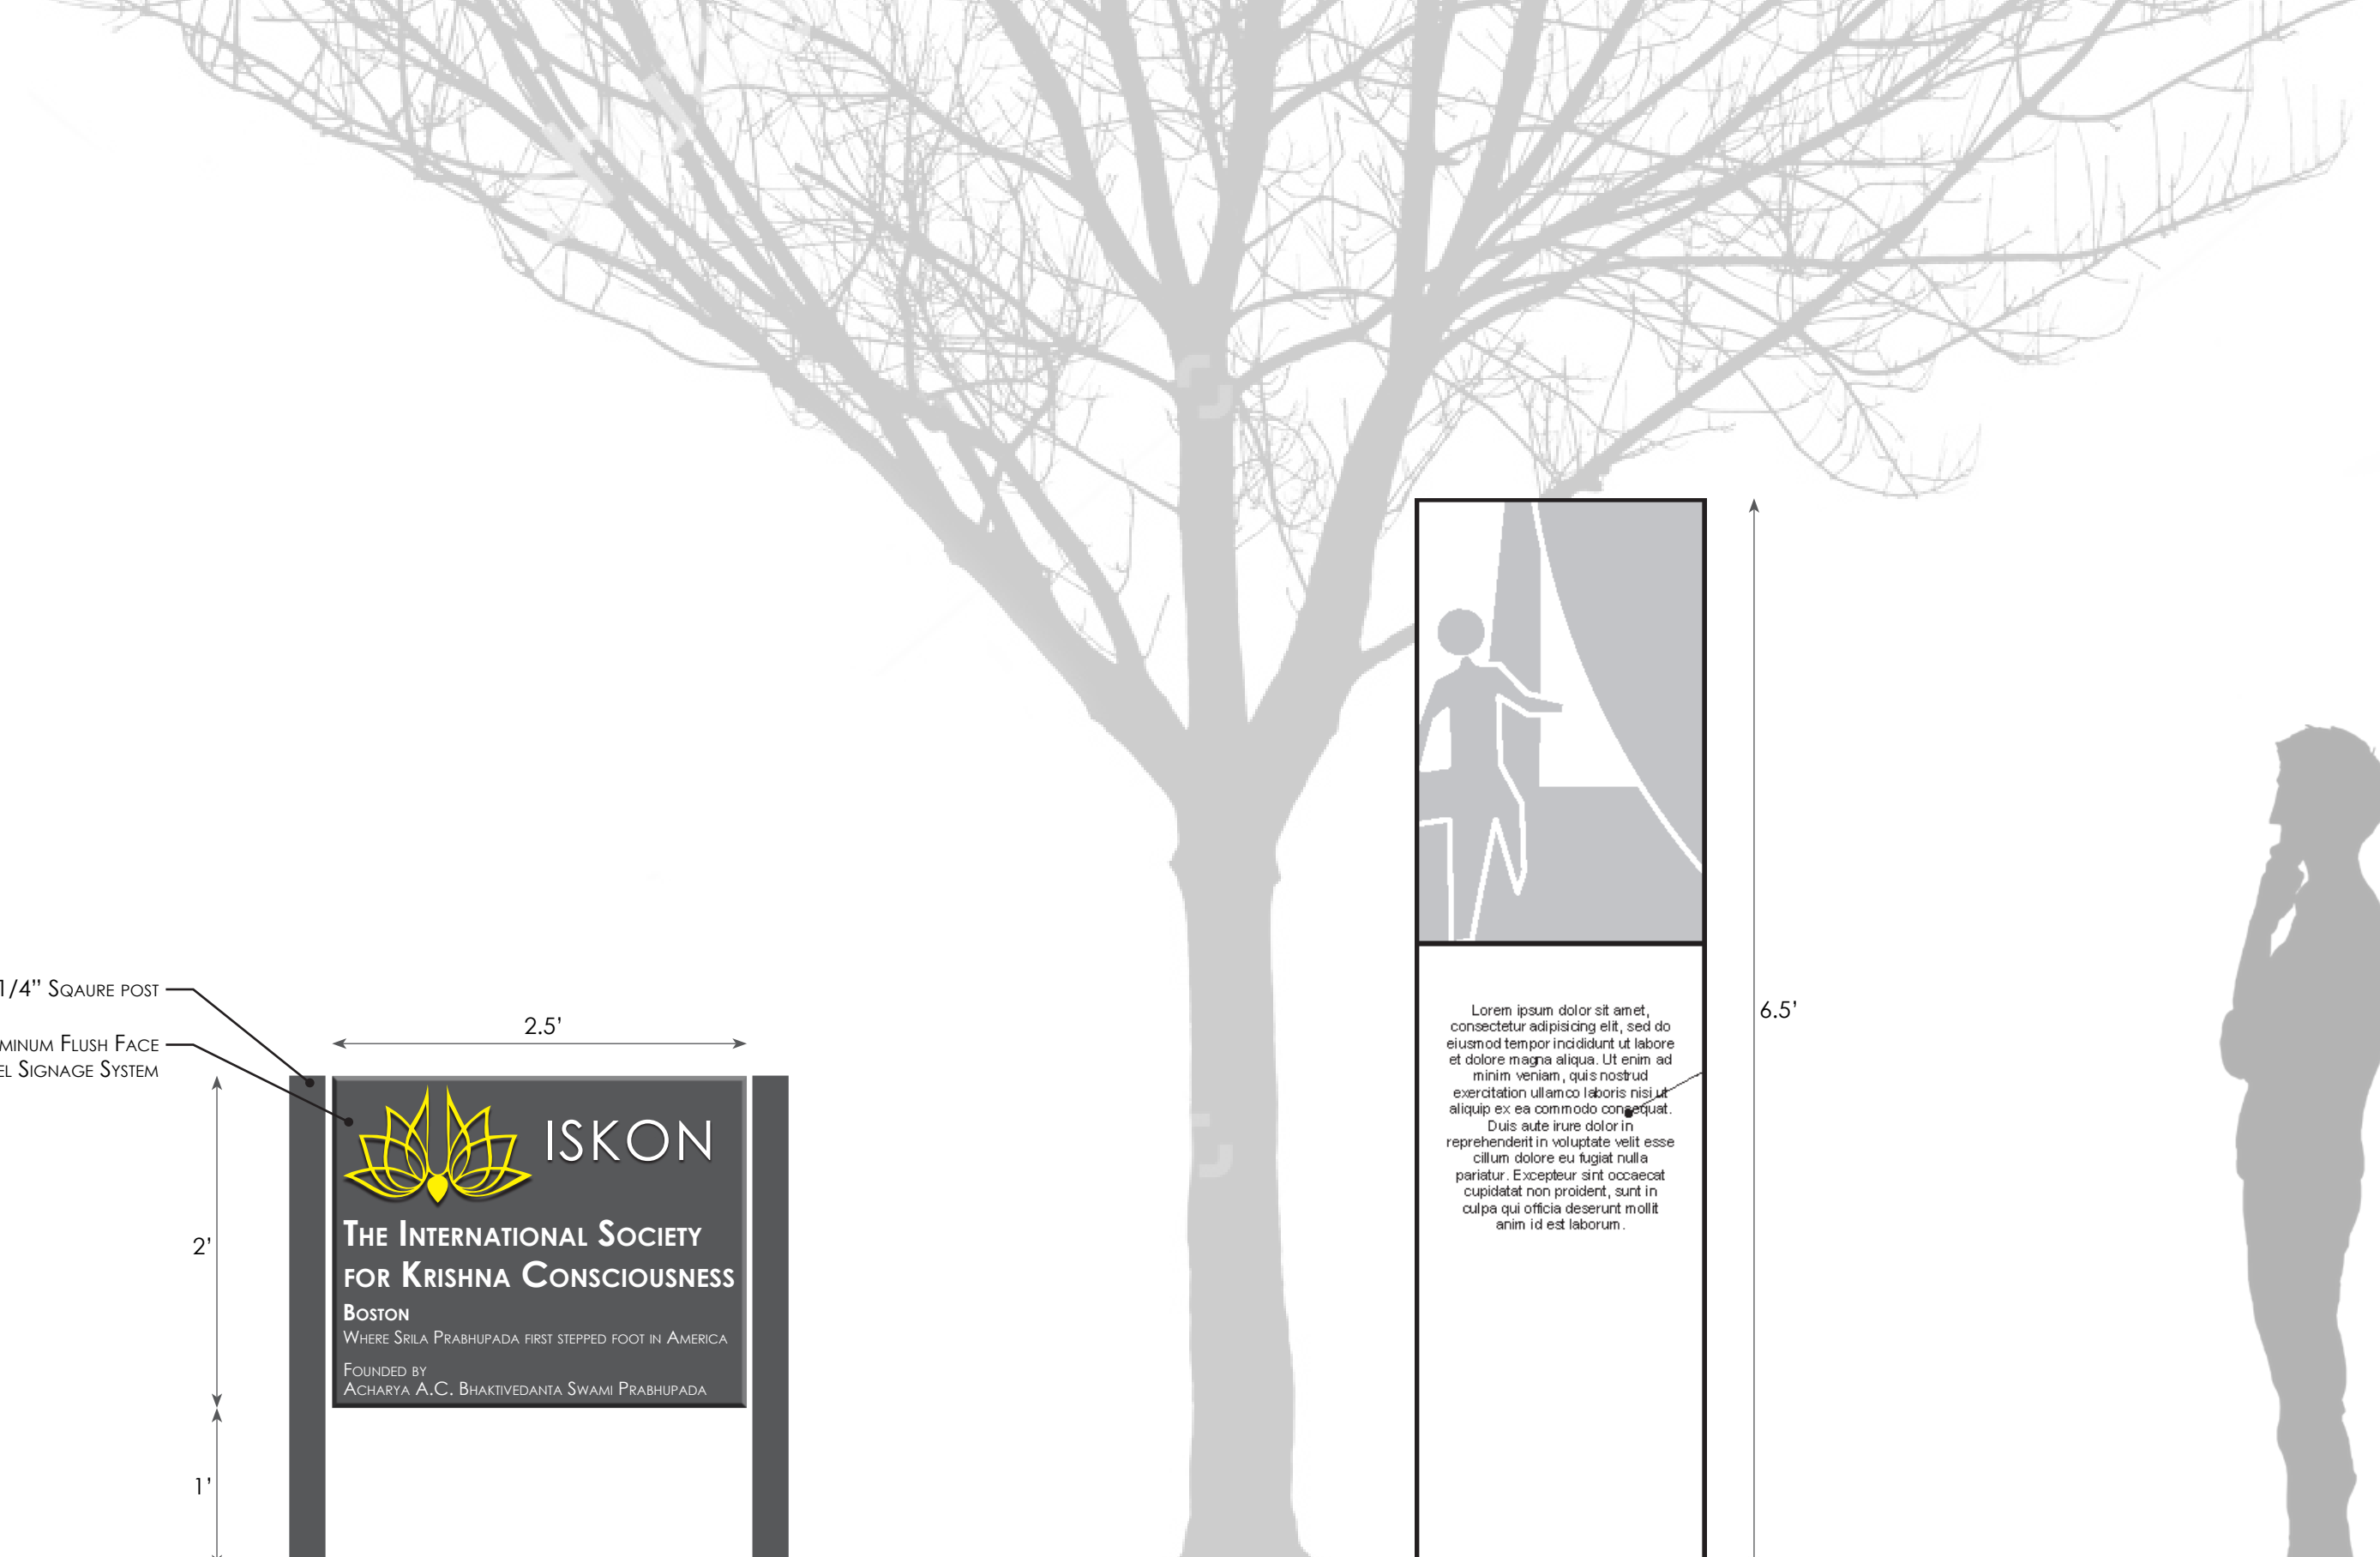 1/4” Sqaure post
minum Flush Face
el Signage System
2.5’
2’
1’
ISKON
The International Society
for Krishna Consciousness
Boston
Where Srila Prabhupada first stepped foot in America
Founded by
Acharya A.C. Bhaktivedanta Swami Prabhupada
Lorem ipsum dolor sit amet,
consectetur adipisicing elit, sed do
eiusmod tempor incididunt ut labore
et dolore magna aliqua. Ut enim ad
minim veniam, quis nostrud
exercitation ullamco laboris nisi ut
aliquip ex ea commodo consequat.
Duis aute irure dolor in
reprehenderit in voluptate velit esse
cillum dolore eu fugiat nulla
pariatur. Excepteur sint occaecat
cupidatat non proident, sunt in
culpa qui officia deserunt mollit
anim id est laborum.
6.5’